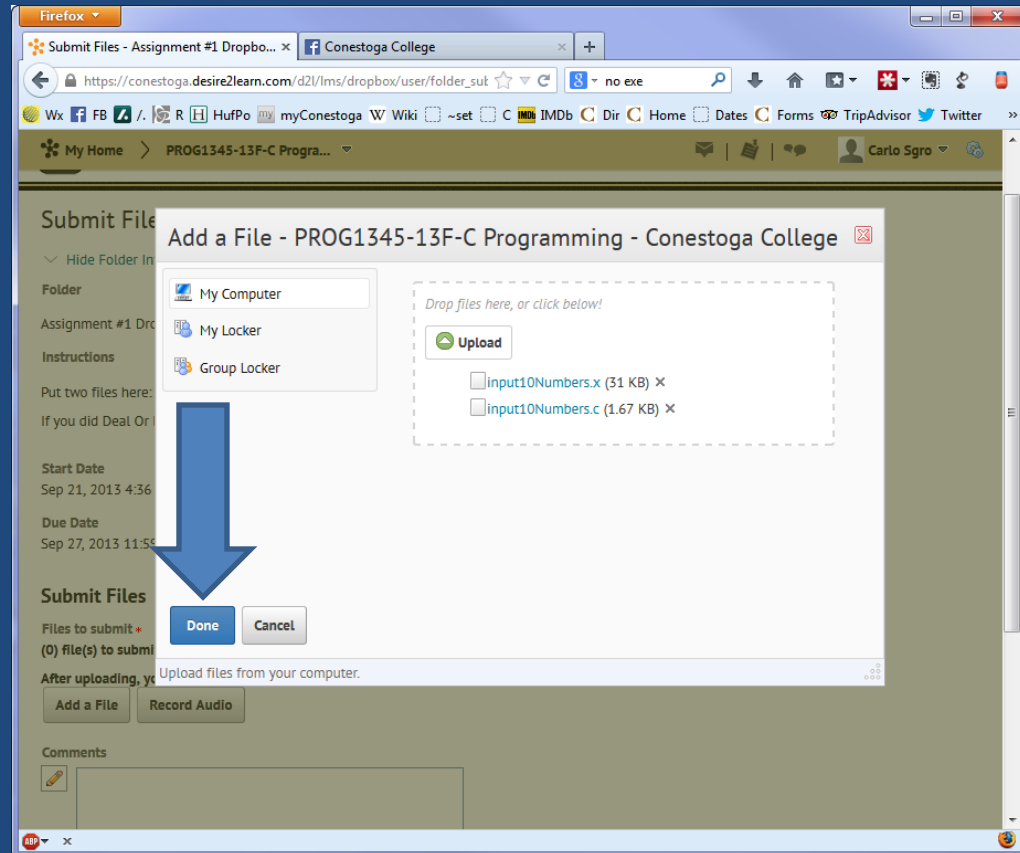 Firefox
Submit Files - Assignment #1 Dropbo... × Conestoga College × +
https://conestoga.desire2learn.com/d2l/lms/dropbox/user/folder_sub no exe
Wx FB /. R HufPo myConestoga Wiki ~set C IMDb Dir Home Dates Forms TripAdvisor Twitter »
My Home PROG1345-13F-C Progra... Carlo Sgro
Submit File
Add a File - PROG1345-13F-C Programming - Conestoga College
Hide Folder In
Folder
My Computer
Drop files here, or click below!
Assignment #1 Dro
My Locker
Upload
Instructions
Group Locker
input10Numbers.x (31 KB) ×
Put two files here:
input10Numbers.c (1.67 KB) ×
If you did Deal Or
Start Date
Sep 21, 2013 4:36
Due Date
Sep 27, 2013 11:59
Submit Files
Done Cancel
Files to submit *
(0) file(s) to submi
Upload files from your computer.
After uploading, yo
Add a File Record Audio
Comments
ABP ×